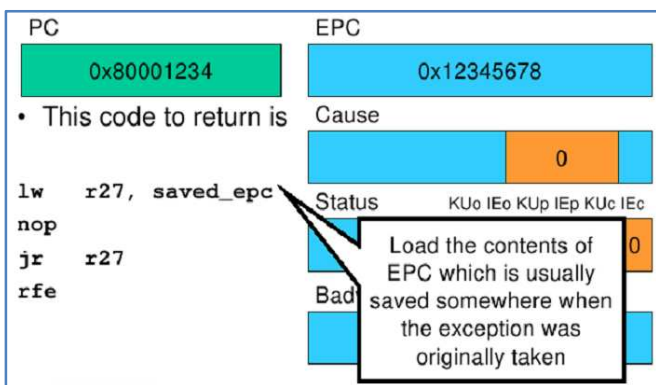 PC
EPC
0x80001234
0x12345678
• This code to return is
Cause
0
lw r27, saved_epc
nop
jr r27
rfe
Status
KUo IEo KUp IEp KUc IEc
0
Load the contents of
EPC which is usually
saved somewhere when
the exception was
originally taken
Bad